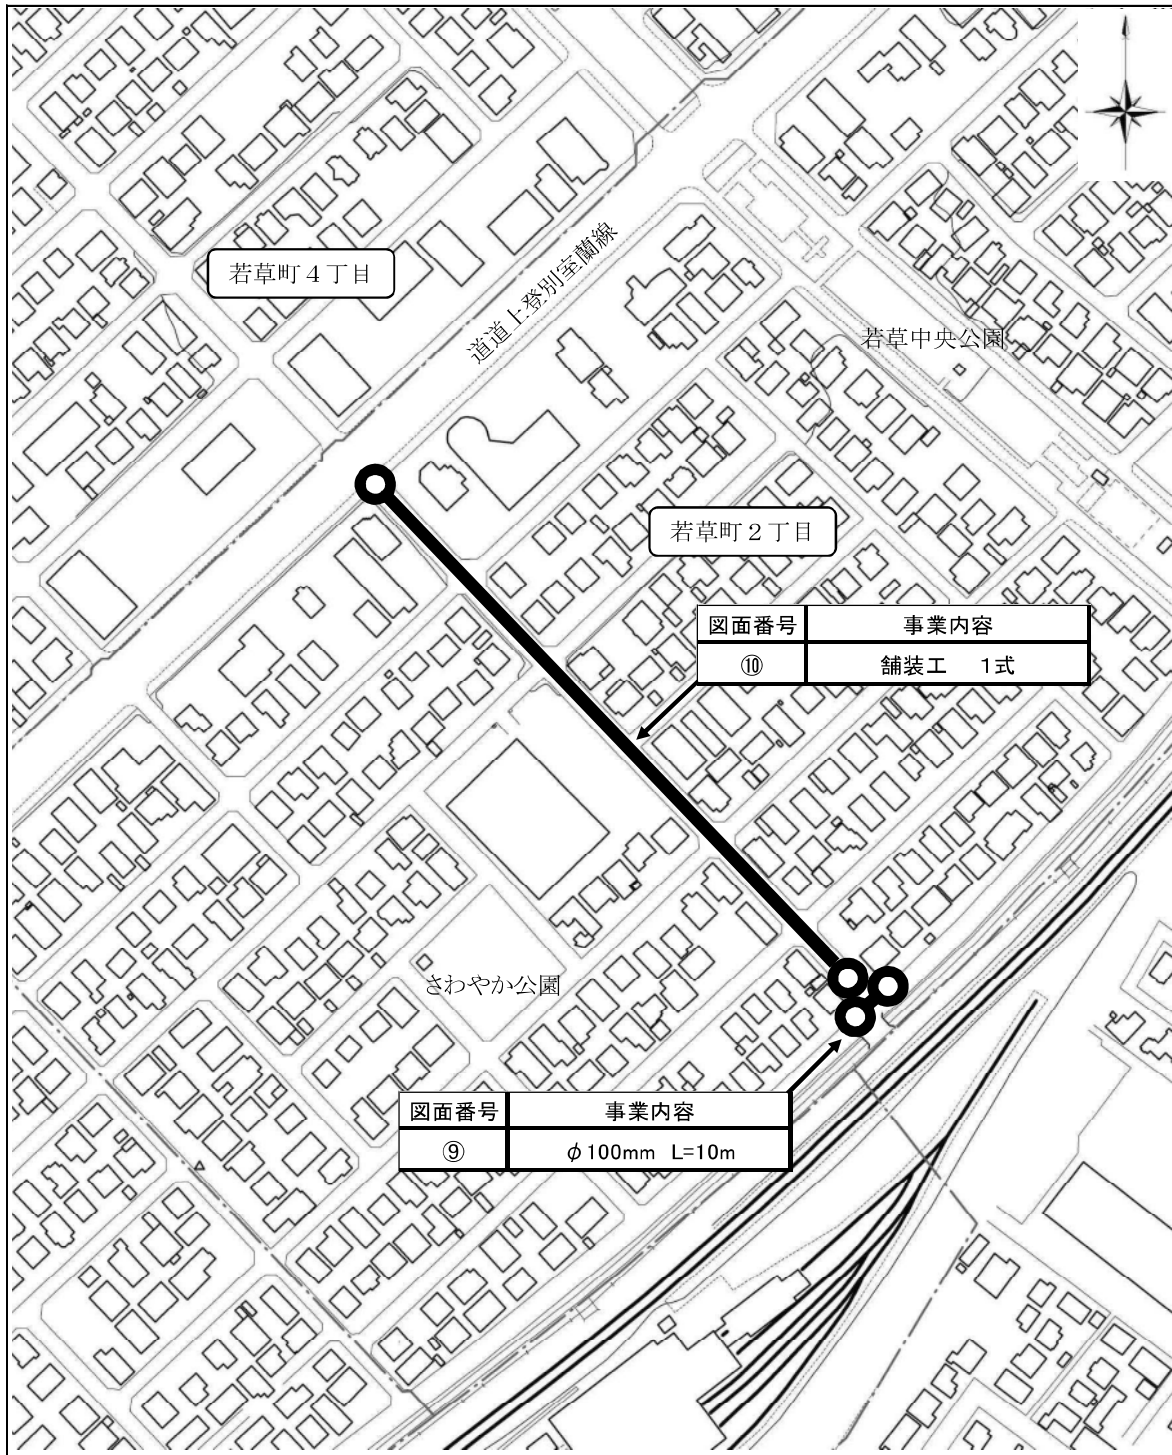 若草町４丁目
道道上登別室蘭線
若草中央公園
若草町２丁目
図面番号 事業内容
⑩ 舗装工 1式
さわやか公園
図面番号 事業内容
⑨ φ100mm L=10m